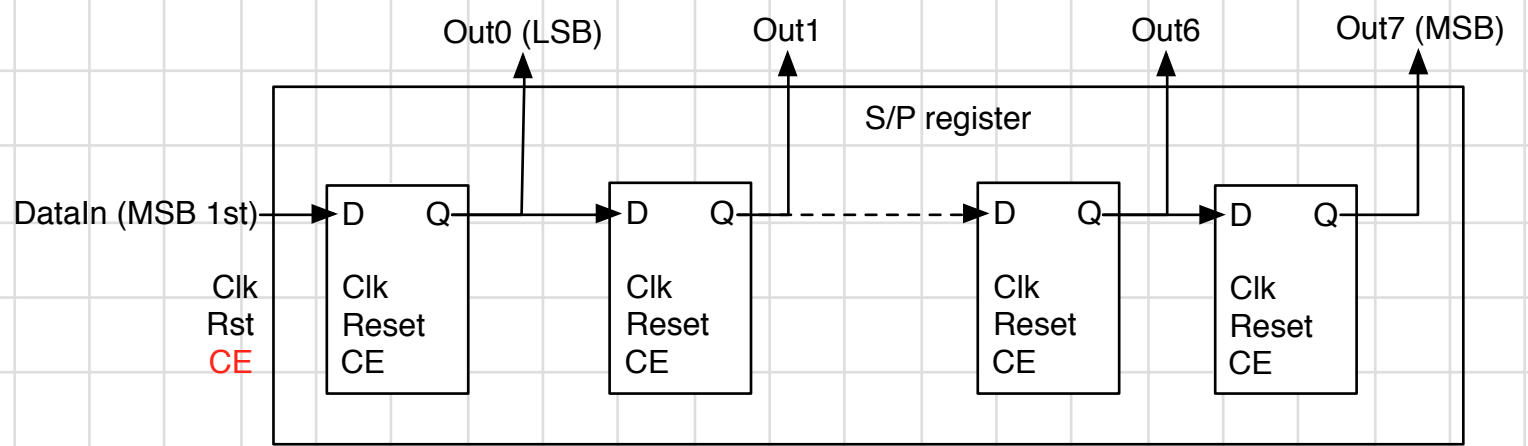 Out0 (LSB)
Out1
Out6
Out7 (MSB)
S/P register
DataIn (MSB 1st)
D
Q
D
Q
D
Q
D
Q
Clk
Clk
Clk
Clk
Clk
Rst
Reset
Reset
Reset
Reset
CE
CE
CE
CE
CE